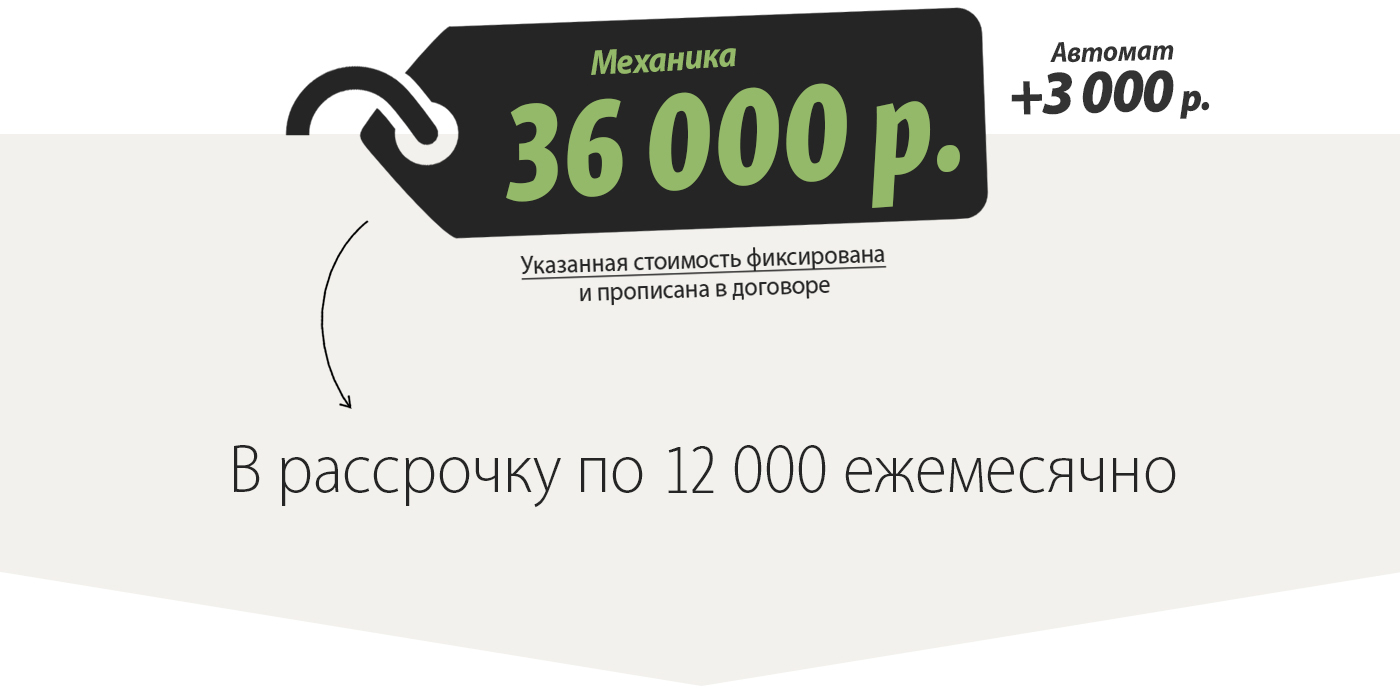 Механика
36 000 р.
Автомат
+3 000 р.
Указанная стоимость фиксирована
и прописана в договоре
В рассрочку по 12 000 ежемесячно